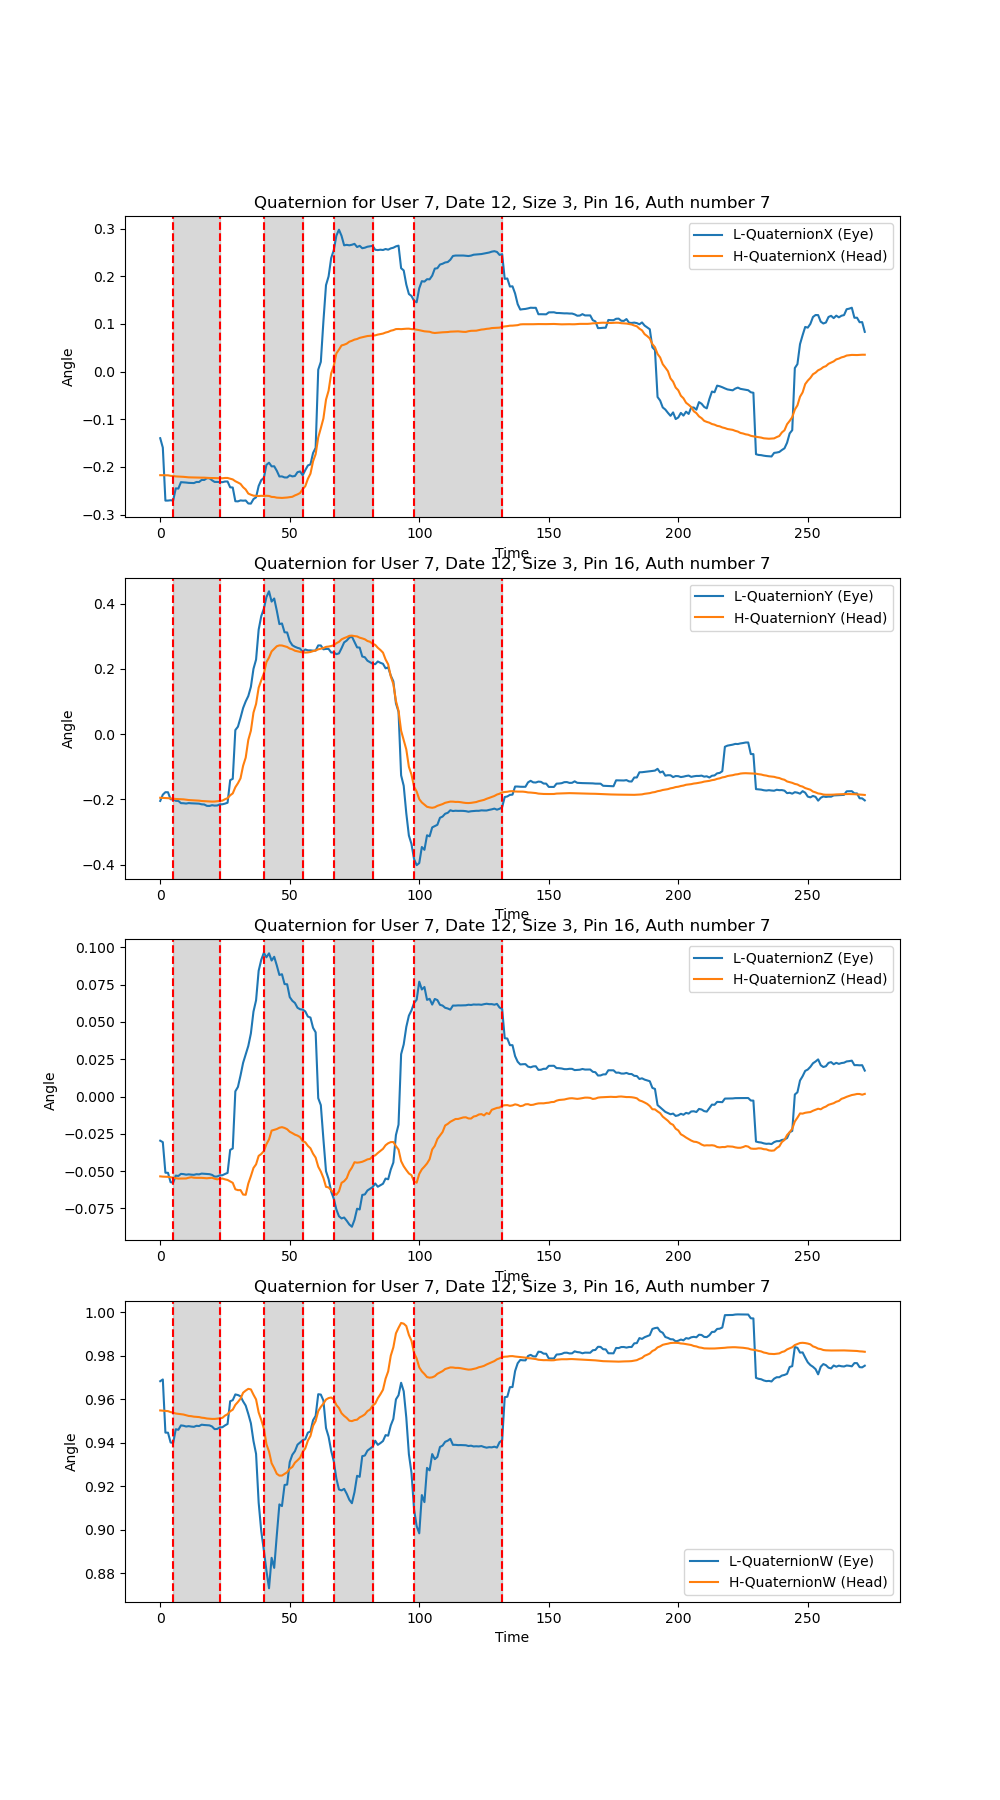 Quaternion for User 7, Date 12, Size 3, Pin 16, Auth number 7
L-QuaternionX (Eye)
H-QuaternionX (Head)
0.3
0.2
0.1
0.0
−0.1
−0.2
−0.3
Angle
0 50 100 150 200 250
Time
Quaternion for User 7, Date 12, Size 3, Pin 16, Auth number 7
L-QuaternionY (Eye)
H-QuaternionY (Head)
0.4
0.2
0.0
−0.2
−0.4
Angle
0 50 100 150 200 250
Time
Quaternion for User 7, Date 12, Size 3, Pin 16, Auth number 7
L-QuaternionZ (Eye)
H-QuaternionZ (Head)
0.100
0.075
0.050
0.025
0.000
−0.025
−0.050
−0.075
Angle
0 50 100 150 200 250
Time
Quaternion for User 7, Date 12, Size 3, Pin 16, Auth number 7
1.00
0.98
0.96
0.94
0.92
0.90
0.88
Angle
L-QuaternionW (Eye)
H-QuaternionW (Head)
0 50 100 150 200 250
Time